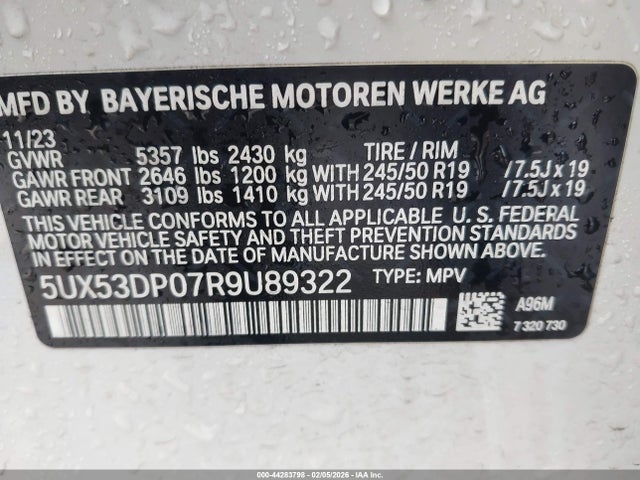 MFD BY BAYERISCHE MOTOREN WERKE AG
11/23
GVWR 5357 lbs 2430 kg TIRE / RIM
GAWR FRONT 2646 lbs 1200 kg WITH 245/50 R19 / 7.5J x 19
GAWR REAR 3109 lbs 1410 kg WITH 245/50 R19 / 7.5J x 19
THIS VEHICLE CONFORMS TO ALL APPLICABLE U. S. FEDERAL
MOTOR VEHICLE SAFETY AND THEFT PREVENTION STANDARDS
IN EFFECT ON THE DATE OF MANUFACTURE SHOWN ABOVE.
5UX53DP07R9U89322 TYPE: MPV
A96M
7 320 730
000-44283798 - 02/05/2026 - IAAI Copart